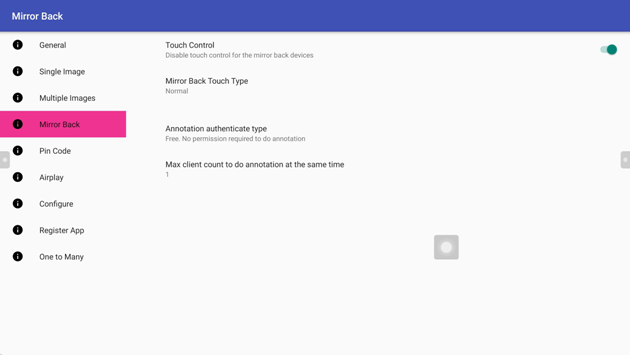 Mirror Back
General
Single Image
Multiple Images
Mirror Back
Pin Code
Airplay
Configure
Register App
One to Many
Touch Control
Disable touch control for the mirror back devices
Mirror Back Touch Type
Normal
Annotation authenticate type
Free. No permission required to do annotation
Max client count to do annotation at the same time
1